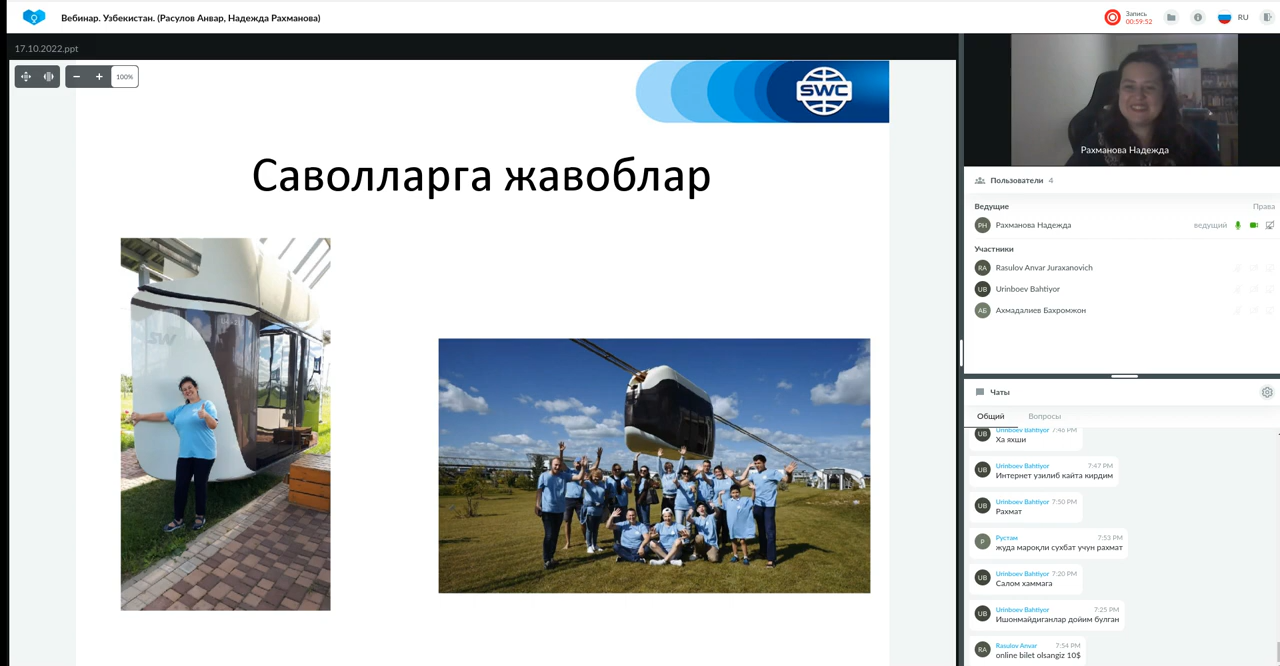 Вебинар. Узбекистан. (Расулов Анвар, Надежда Рахманова)
Запись
00:59:52
RU
17.10.2022.ppt
100%
SWC
Саволларга жавоблар
SW
Рахманова Надежда
Пользователи 4
Ведущие Права
РН Рахманова Надежда ведущий
Участники
RA Rasulov Anvar Juraxanovich
UB Urinboev Bahtiyor
АБ Ахмадалиев Бахромжон
Чаты
Общий Вопросы
UB Urinboev Bahtiyor 7:46 PM
Ха яхши
UB Urinboev Bahtiyor 7:47 PM
Интернет узилиб кайта кирдим
UB Urinboev Bahtiyor 7:50 PM
Рахмат
Р Рустам 7:53 PM
жуда мароқли сухбат учун рахмат
UB Urinboev Bahtiyor 7:20 PM
Салом хаммага
UB Urinboev Bahtiyor 7:25 PM
Ишонмайдиганлар дойим булган
RA Rasulov Anvar 7:54 PM
online bilet olsangiz 10$